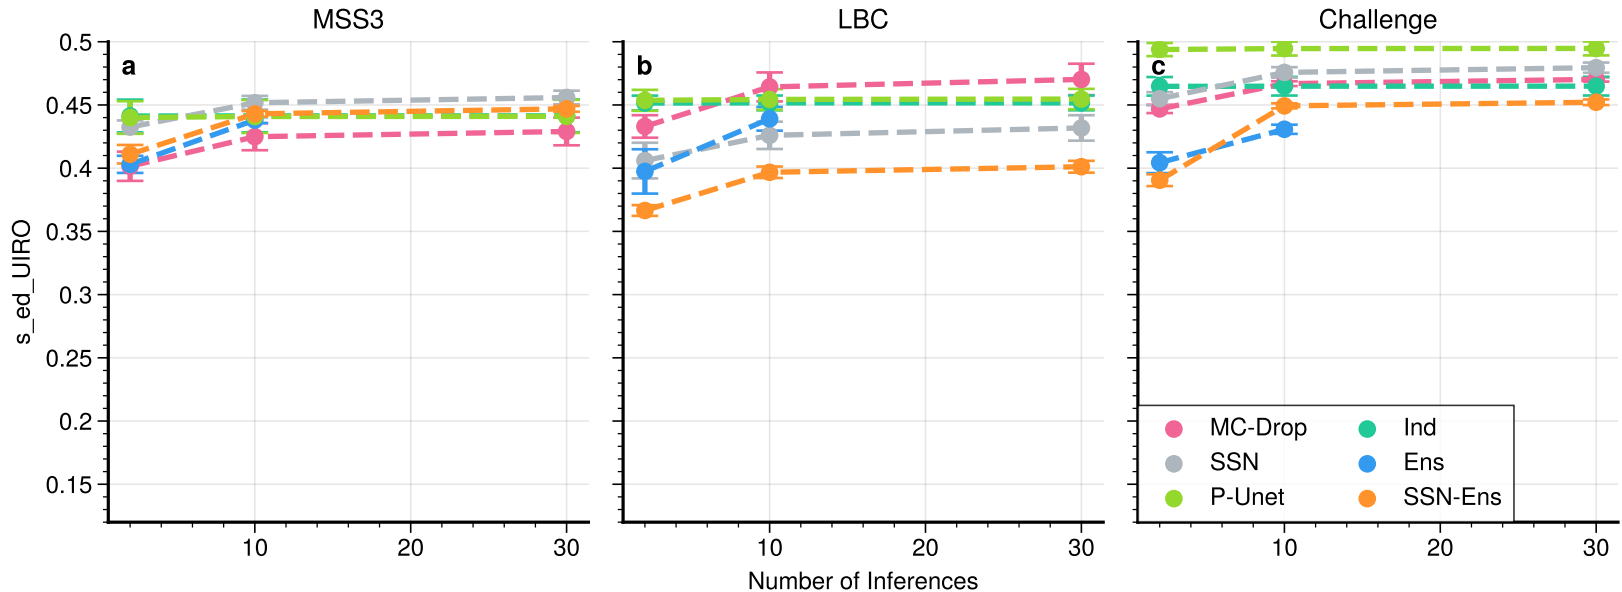 MSS3 LBC Challenge
a b c
0.5
0.45
0.4
0.35
0.3
0.25
0.2
0.15
s_ed_UIRO
MC-Drop Ind
SSN Ens
P-Unet SSN-Ens
10 20 30 10 20 30 10 20 30
Number of Inferences